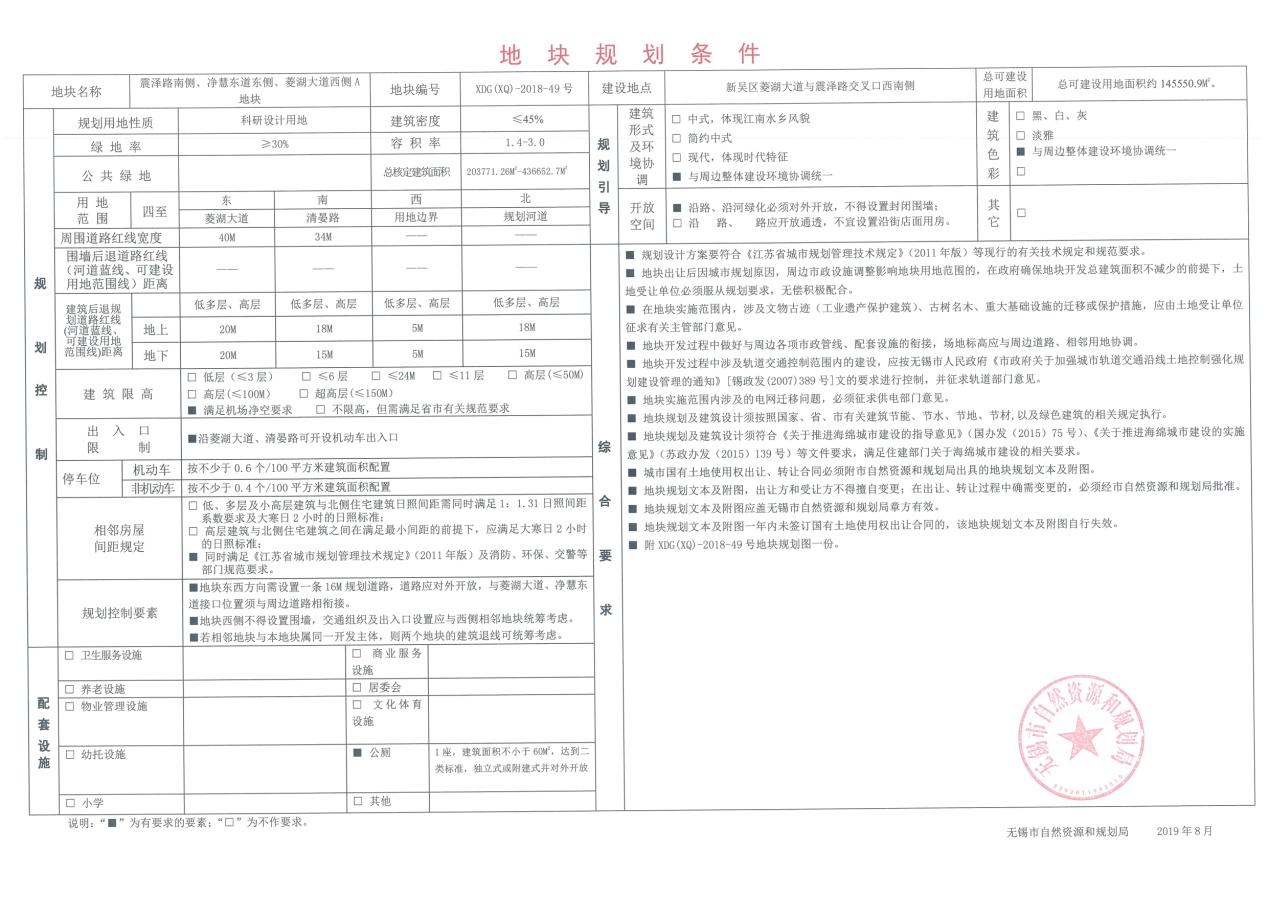 地 块 规 划 条 件
地块名称
震泽路南侧、净慧东道东侧、菱湖大道西侧 A
地块
地块编号
XDG(XQ)-2018-49 号
建设地点
新吴区菱湖大道与震泽路交叉口西南侧
总可建设
用地面积
总可建设用地面积约 145550.9㎡。
规 划 控 制
规划用地性质
科研设计用地
建筑密度
≤45%
绿 地 率
≥30%
容 积 率
1.4-3.0
公 共 绿 地
总核定建筑面积
203771.26㎡-436652.7㎡
用 地
范 围
四至
东
南
西
北
菱湖大道
清晏路
用地边界
规划河道
周围道路红线宽度
40M
34M
——
——
围墙后退道路红线
（河道蓝线、可建设
用地范围线）距离
——
——
——
——
建筑后退规
划道路红线
(河道蓝线、
可建设用地
范围线)距离
低多层、高层
低多层、高层
低多层、高层
低多层、高层
地上
20M
18M
5M
18M
地下
20M
15M
5M
15M
建 筑 限 高
□ 低层（≤3 层） □ ≤6 层 □ ≤24M □ ≤11 层 □ 高层(≤50M)
□ 高层(≤100M) □ 超高层(≤150M)
■ 满足机场净空要求 □ 不限高，但需满足省市有关规范要求
出 入 口
限 制
■沿菱湖大道、清晏路可开设机动车出入口
停车位
机动车
按不少于 0.6 个/100 平方米建筑面积配置
非机动车
按不少于 0.4 个/100 平方米建筑面积配置
相邻房屋
间距规定
□ 低、多层及小高层建筑与北侧住宅建筑日照间距需同时满足 1：1.31 日照间距
系数要求及大寒日 2 小时的日照标准；
□ 高层建筑与北侧住宅建筑之间在满足最小间距的前提下，应满足大寒日 2 小时
的日照标准；
■ 同时满足《江苏省城市规划管理技术规定》（2011 年版）及消防、环保、交警等
部门规范要求。
规划控制要素
■地块东西方向需设置一条 16M 规划道路，道路应对外开放，与菱湖大道、净慧东
道接口位置须与周边道路相衔接。
■地块西侧不得设置围墙，交通组织及出入口设置应与西侧相邻地块统筹考虑。
■若相邻地块与本地块属同一开发主体，则两个地块的建筑退线可统筹考虑。
配套设施
□ 卫生服务设施
□ 商业服务
设施
□ 养老设施
□ 居委会
□ 物业管理设施
□ 文化体育
设施
□ 幼托设施
■ 公厕
1 座，建筑面积不小于 60㎡，达到二
类标准，独立式或附建式并对外开放
□ 小学
□ 其他
规划引导
建筑
形式
及环
境协
调
□ 中式，体现江南水乡风貌
□ 简约中式
□ 现代，体现时代特征
■ 与周边整体建设环境协调统一
建
筑
色
彩
□ 黑、白、灰
□ 淡雅
■ 与周边整体建设环境协调统一
□
开放
空间
■ 沿路、沿河绿化必须对外开放，不得设置封闭围墙；
□ 沿 路、 路应开放通透，不宜设置沿街店面用房。
其
它
□
综 合 要 求
■ 规划设计方案要符合《江苏省城市规划管理技术规定》（2011 年版）等现行的有关技术规定和规范要求。
■ 地块出让后因城市规划原因，周边市政设施调整影响地块用地范围的，在政府确保地块开发总建筑面积不减少的前提下，土
地受让单位必须服从规划要求，无偿积极配合。
■ 在地块实施范围内，涉及文物古迹（工业遗产保护建筑）、古树名木、重大基础设施的迁移或保护措施，应由土地受让单位
征求有关主管部门意见。
■ 地块开发过程中做好与周边各项市政管线、配套设施的衔接，场地标高应与周边道路、相邻用地协调。
■ 地块开发过程中涉及轨道交通控制范围内的建设，应按无锡市人民政府《市政府关于加强城市轨道交通沿线土地控制强化规
划建设管理的通知》[锡政发(2007)389 号]文的要求进行控制，并征求轨道部门意见。
■ 地块实施范围内涉及的电网迁移问题，必须征求供电部门意见。
■ 地块规划及建筑设计须按照国家、省、市有关建筑节能、节水、节地、节材，以及绿色建筑的相关规定执行。
■ 地块规划及建筑设计须符合《关于推进海绵城市建设的指导意见》（国办发（2015）75 号）、《关于推进海绵城市建设的实施
意见》（苏政办发（2015）139 号）等文件要求，满足住建部门关于海绵城市建设的相关要求。
■ 城市国有土地使用权出让、转让合同必须附市自然资源和规划局出具的地块规划文本及附图。
■ 地块规划文本及附图，出让方和受让方不得擅自变更；在出让、转让过程中确需变更的，必须经市自然资源和规划局批准。
■ 地块规划文本及附图应盖无锡市自然资源和规划局章方有效。
■ 地块规划文本及附图一年内未签订国有土地使用权出让合同的，该地块规划文本及附图自行失效。
■ 附 XDG(XQ)-2018-49 号地块规划图一份。
无锡市自然资源和规划局
说明：“■”为有要求的要素；“□”为不作要求。
无锡市自然资源和规划局 2019 年 8 月